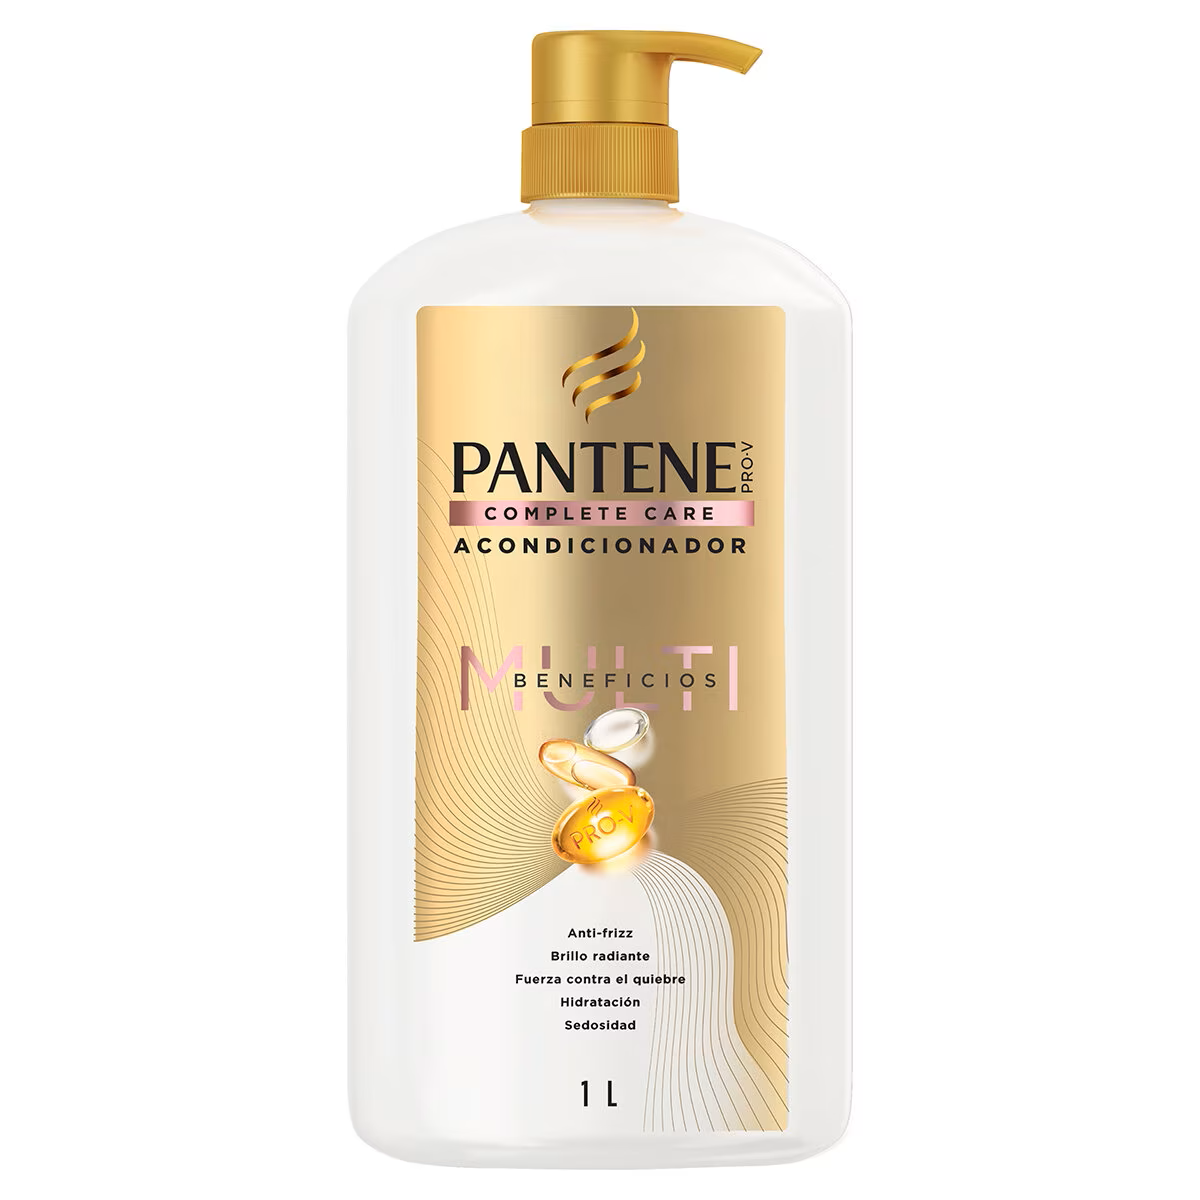 PANTENE PRO-V
COMPLETE CARE
ACONDICIONADOR
MULTI
BENEFICIOS
PRO-V
Anti-frizz
Brillo radiante
Fuerza contra el quiebre
Hidratación
Sedosidad
1 L